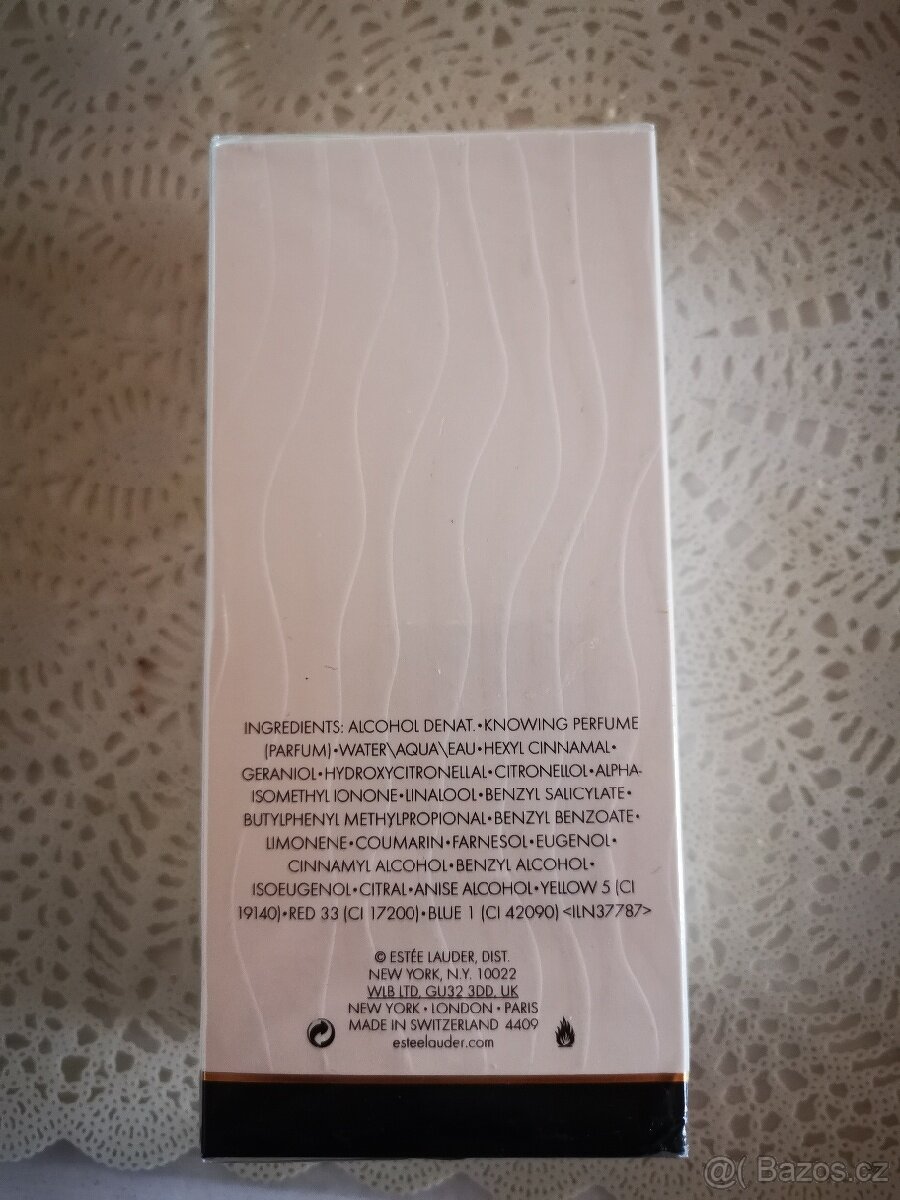 INGREDIENTS: ALCOHOL DENAT.•KNOWING PERFUME
(PARFUM)•WATER\AQUA\EAU•HEXYL CINNAMAL•
GERANIOL•HYDROXYCITRONELLAL•CITRONELLOL•ALPHA-
ISOMETHYL IONONE•LINALOOL•BENZYL SALICYLATE•
BUTYLPHENYL METHYLPROPIONAL•BENZYL BENZOATE•
LIMONENE•COUMARIN•FARNESOL•EUGENOL•
CINNAMYL ALCOHOL•BENZYL ALCOHOL•
ISOEUGENOL•CITRAL•ANISE ALCOHOL•YELLOW 5 (CI
19140)•RED 33 (CI 17200)•BLUE 1 (CI 42090) <ILN37787>
© ESTÉE LAUDER, DIST.
NEW YORK, N.Y. 10022
WLB LTD, GU32 3DD, UK
NEW YORK • LONDON • PARIS
MADE IN SWITZERLAND 4409
esteelauder.com
@( Bazos.cz